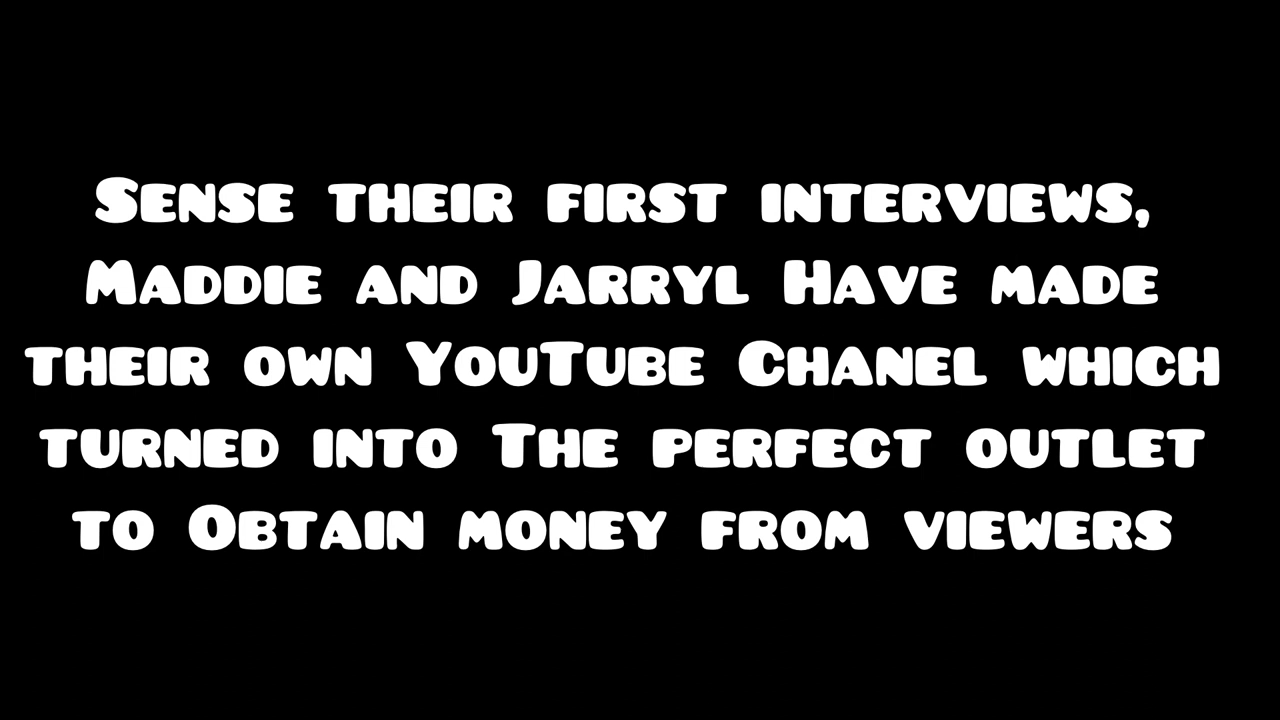 Sense their first interviews,
Maddie and Jarryl Have made
their own YouTube Chanel which
turned into The perfect outlet
to Obtain money from viewers